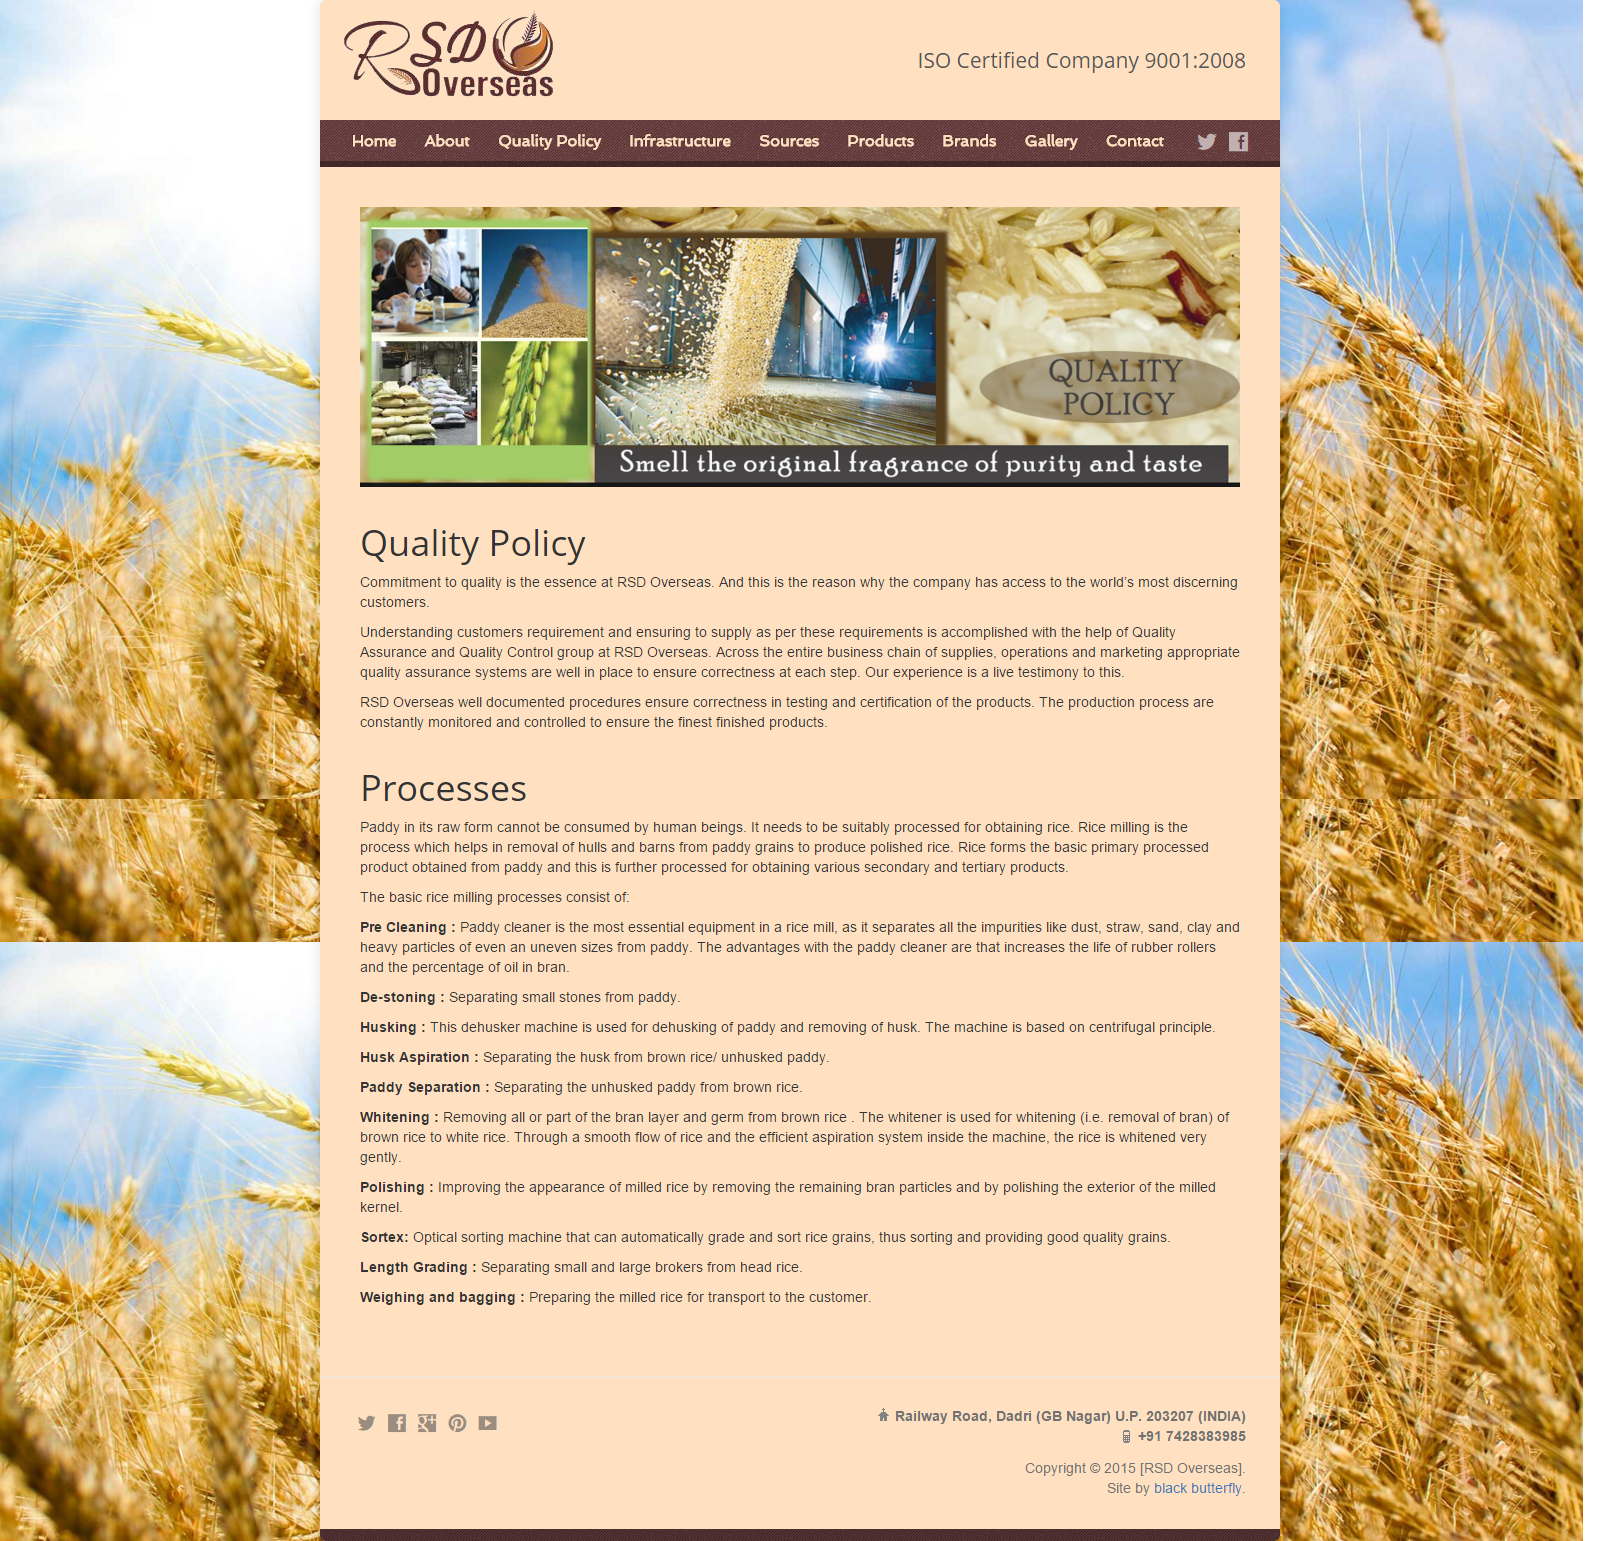 RSD
Overseas
ISO Certified Company 9001:2008
Home About Quality Policy Infrastructure Sources Products Brands Gallery Contact
QUALITY
POLICY
Smell the original fragrance of purity and taste
Quality Policy
Commitment to quality is the essence at RSD Overseas. And this is the reason why the company has access to the world’s most discerning
customers.
Understanding customers requirement and ensuring to supply as per these requirements is accomplished with the help of Quality
Assurance and Quality Control group at RSD Overseas. Across the entire business chain of supplies, operations and marketing appropriate
quality assurance systems are well in place to ensure correctness at each step. Our experience is a live testimony to this.
RSD Overseas well documented procedures ensure correctness in testing and certification of the products. The production process are
constantly monitored and controlled to ensure the finest finished products.
Processes
Paddy in its raw form cannot be consumed by human beings. It needs to be suitably processed for obtaining rice. Rice milling is the
process which helps in removal of hulls and barns from paddy grains to produce polished rice. Rice forms the basic primary processed
product obtained from paddy and this is further processed for obtaining various secondary and tertiary products.
The basic rice milling processes consist of:
Pre Cleaning : Paddy cleaner is the most essential equipment in a rice mill, as it separates all the impurities like dust, straw, sand, clay and
heavy particles of even an uneven sizes from paddy. The advantages with the paddy cleaner are that increases the life of rubber rollers
and the percentage of oil in bran.
De-stoning : Separating small stones from paddy.
Husking : This dehusker machine is used for dehusking of paddy and removing of husk. The machine is based on centrifugal principle.
Husk Aspiration : Separating the husk from brown rice/ unhusked paddy.
Paddy Separation : Separating the unhusked paddy from brown rice.
Whitening : Removing all or part of the bran layer and germ from brown rice . The whitener is used for whitening (i.e. removal of bran) of
brown rice to white rice. Through a smooth flow of rice and the efficient aspiration system inside the machine, the rice is whitened very
gently.
Polishing : Improving the appearance of milled rice by removing the remaining bran particles and by polishing the exterior of the milled
kernel.
Sortex: Optical sorting machine that can automatically grade and sort rice grains, thus sorting and providing good quality grains.
Length Grading : Separating small and large brokers from head rice.
Weighing and bagging : Preparing the milled rice for transport to the customer.
Railway Road, Dadri (GB Nagar) U.P. 203207 (INDIA)
+91 7428383985
Copyright © 2015 [RSD Overseas].
Site by black butterfly.